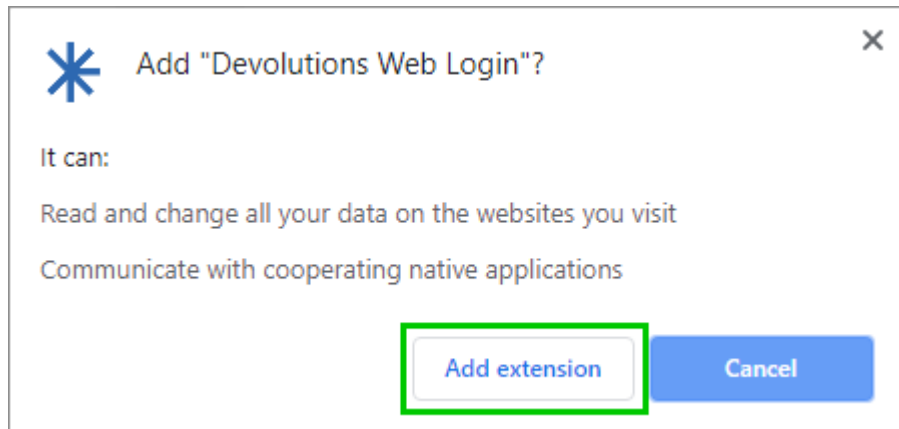 Add "Devolutions Web Login"?
It can:
Read and change all your data on the websites you visit
Communicate with cooperating native applications
Add extension
Cancel